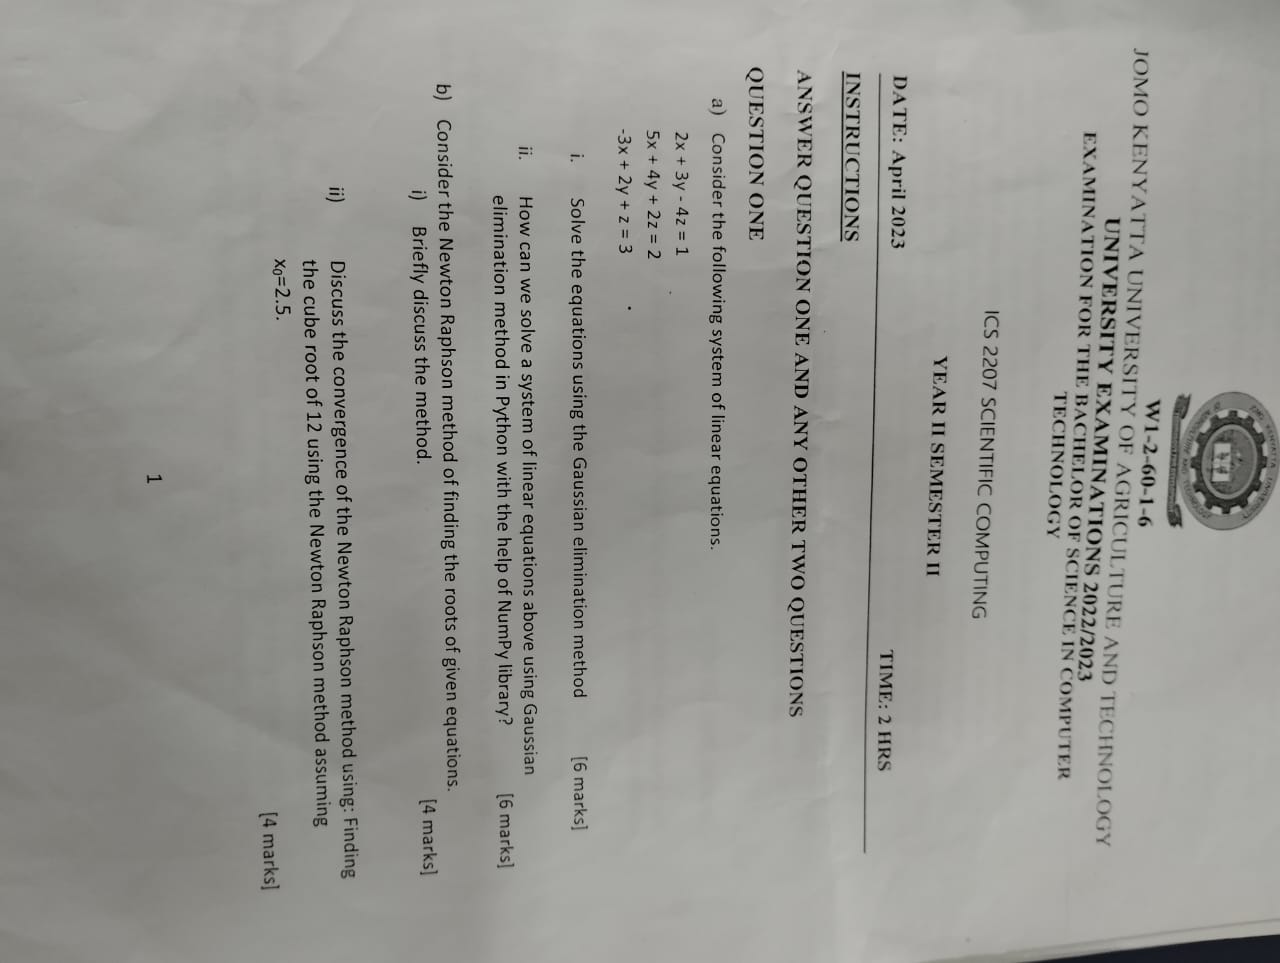 W1-2-60-1-6
JOMO KENYATTA UNIVERSITY OF AGRICULTURE AND TECHNOLOGY
UNIVERSITY EXAMINATIONS 2022/2023
EXAMINATION FOR THE BACHELOR OF SCIENCE IN COMPUTER
TECHNOLOGY
ICS 2207 SCIENTIFIC COMPUTING
YEAR II SEMESTER II
DATE: April 2023 TIME: 2 HRS
INSTRUCTIONS
ANSWER QUESTION ONE AND ANY OTHER TWO QUESTIONS
QUESTION ONE
a) Consider the following system of linear equations.
2x + 3y - 4z = 1
5x + 4y + 2z = 2
-3x + 2y + z = 3
i. Solve the equations using the Gaussian elimination method [6 marks]
ii. How can we solve a system of linear equations above using Gaussian
elimination method in Python with the help of NumPy library? [6 marks]
b) Consider the Newton Raphson method of finding the roots of given equations.
i) Briefly discuss the method. [4 marks]
ii) Discuss the convergence of the Newton Raphson method using: Finding
the cube root of 12 using the Newton Raphson method assuming
x₀=2.5. [4 marks]
1